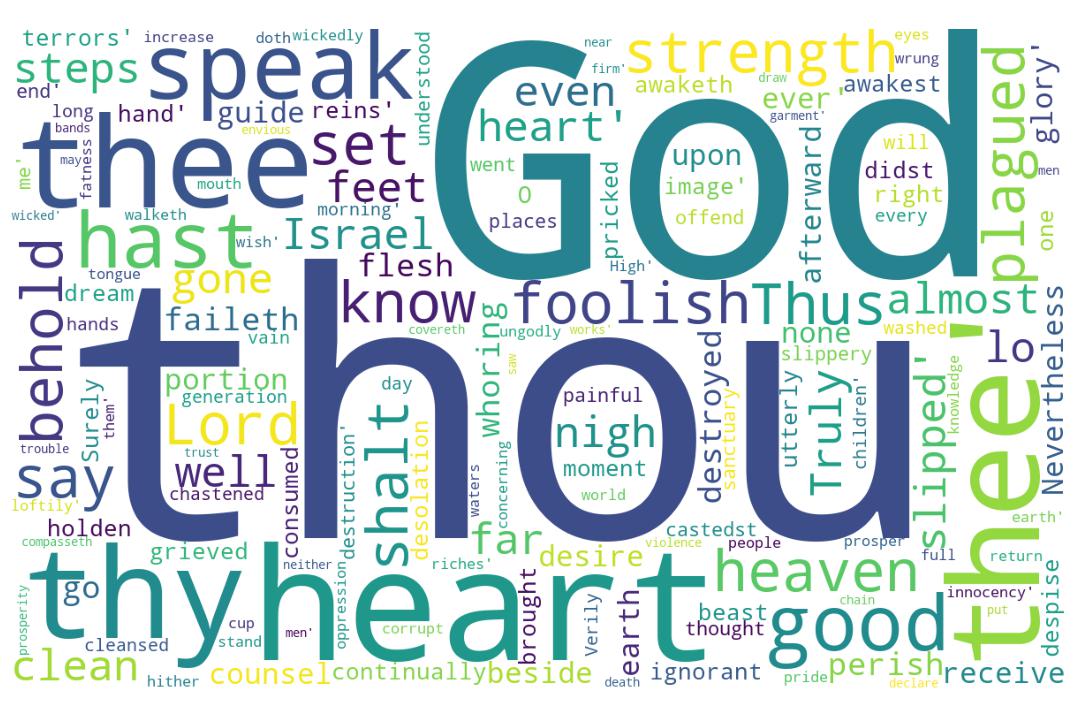 terrors'
increase
doth
wickedly
understood
near
strength
eyes
steps
speak
God
firm'
wrung
end'
hand'
guide
reins'
even
awaketh
draw
awakest
plagued
glory'
long
bands
envious
heart'
ever'
garment'
thee
set
went
upon
will
may
fatness
me'
mouth
feet
O
pricked
image'
afterward
didst
men
wicked'
walketh
morning'
places
offend
right
one
hast
wish'
Israel
every
behold
tongue
gone
flesh
High'
dream
know
foolish
Thus
almost
Nevertheless
hands
faileth
covereth
whoring
ungodly
works'
none
washed
vain
thou
saw
destroyed
slippery
thee'
lo
Surely
them'
portion
day
painful
utterly
Truly
children'
slipped'
knowledge
generation
Lord
shalt
nigh
sanctuary
trouble
trust
say
well
moment
chastened
consumed
destruction'
desolation
waters
concerning
world
loftily'
earth'
holden
castedst
compasseth
grieved
far
desire
violence
people
prosper
full
return
prosperity
thy
go
heart
neither
oppression
riches'
brought
heaven
innocency'
despise
cup
beast
chain
good
put
cleansed
stand
men'
corrupt
Verily
earth
thought
clean
hither
counsel
continually
beside
death
ignorant
pride
perish
declare
receive